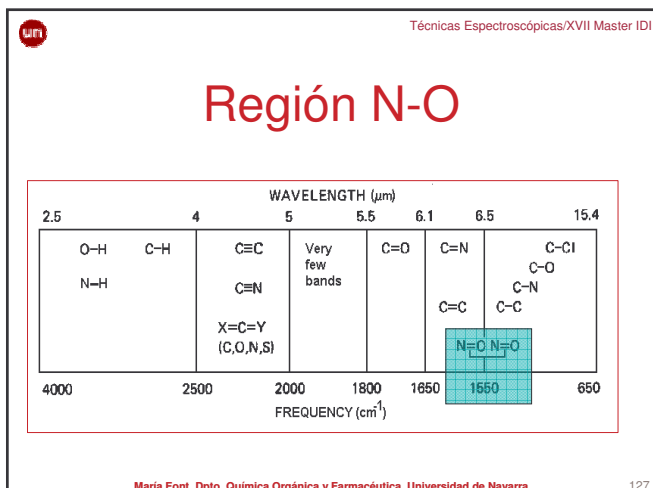 un
Técnicas Espectroscópicas/XVII Master IDI
Región N-O
WAVELENGTH (μm)
2.5 4 5 5.5 6.1 6.5 15.4
O-H C-H C≡C Very C=O C=N C-Cl
few C-O
N-H C≡N bands C-N
C=C C-C
X=C=Y
(C,O,N,S) N=O N=O
4000 2500 2000 1800 1650 1550 650
FREQUENCY (cm⁻¹)
María Font. Dpto. Química Orgánica y Farmacéutica. Universidad de Navarra
127